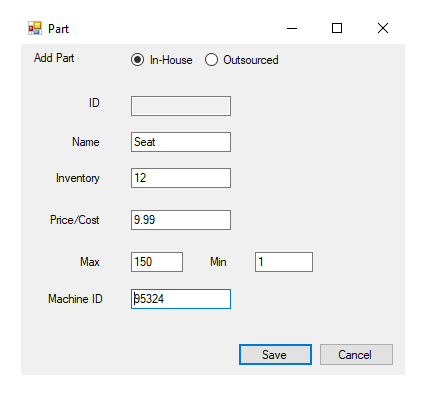 Part
Add Part In-House Outsourced
ID
Name Seat
Inventory 12
Price/Cost 9.99
Max 150 Min 1
Machine ID 95324
Save Cancel